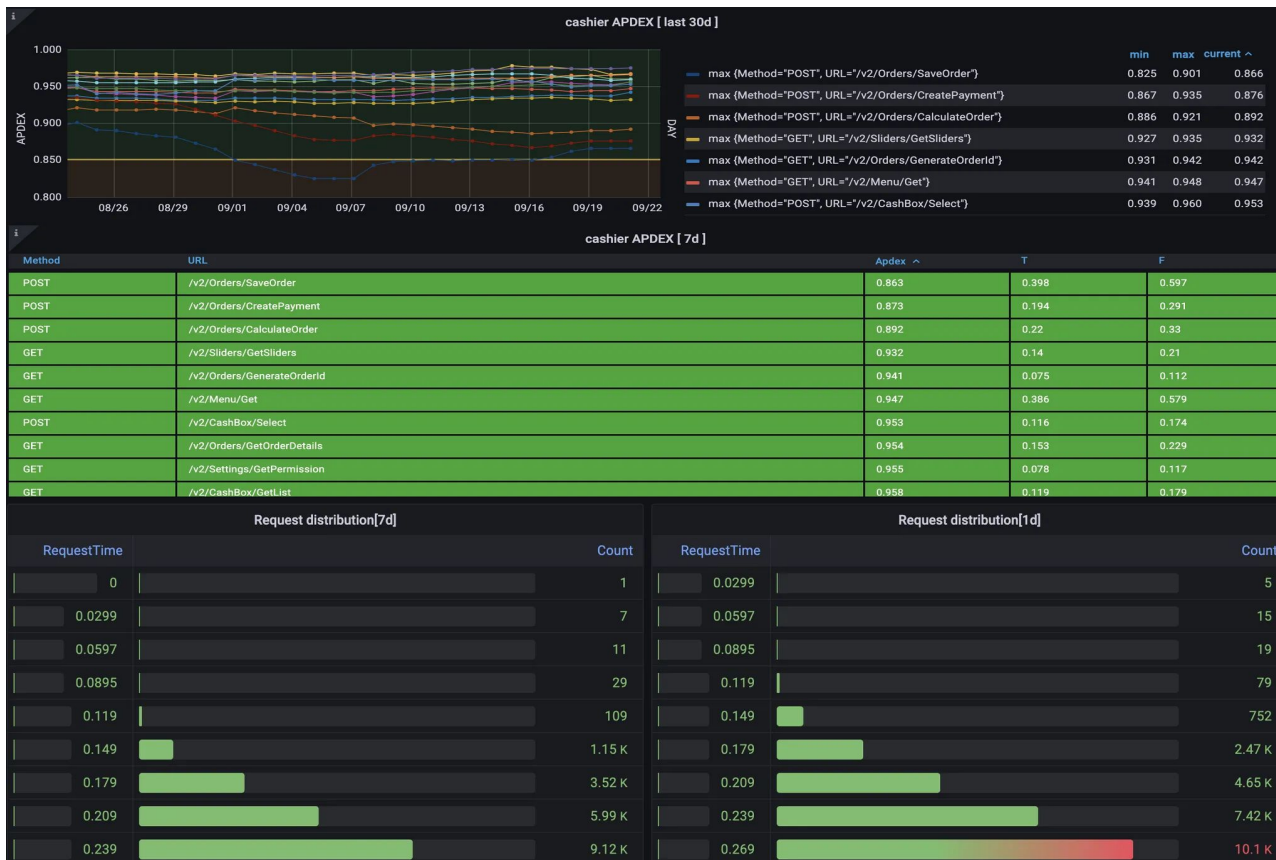 i
cashier APDEX [ last 30d ]
min max current
1.000
0.950
0.900
0.850
0.800
APDEX
DAY
08/26 08/29 09/01 09/04 09/07 09/10 09/13 09/16 09/19 09/22
max {Method="POST", URL="/v2/Orders/SaveOrder"} 0.825 0.901 0.866
max {Method="POST", URL="/v2/Orders/CreatePayment"} 0.867 0.935 0.876
max {Method="POST", URL="/v2/Orders/CalculateOrder"} 0.886 0.921 0.892
max {Method="GET", URL="/v2/Sliders/GetSliders"} 0.927 0.935 0.932
max {Method="GET", URL="/v2/Orders/GenerateOrderId"} 0.931 0.942 0.942
max {Method="GET", URL="/v2/Menu/Get"} 0.941 0.948 0.947
max {Method="POST", URL="/v2/CashBox/Select"} 0.939 0.960 0.953
i
cashier APDEX [ 7d ]
Method URL Apdex T F
POST /v2/Orders/SaveOrder 0.863 0.398 0.597
POST /v2/Orders/CreatePayment 0.873 0.194 0.291
POST /v2/Orders/CalculateOrder 0.892 0.22 0.33
GET /v2/Sliders/GetSliders 0.932 0.14 0.21
GET /v2/Orders/GenerateOrderId 0.941 0.075 0.112
GET /v2/Menu/Get 0.947 0.386 0.579
POST /v2/CashBox/Select 0.953 0.116 0.174
GET /v2/Orders/GetOrderDetails 0.954 0.153 0.229
GET /v2/Settings/GetPermission 0.955 0.078 0.117
GET /v2/CashBox/GetList 0.958 0.119 0.179
Request distribution[7d]
RequestTime Count
0 1
0.0299 7
0.0597 11
0.0895 29
0.119 109
0.149 1.15 K
0.179 3.52 K
0.209 5.99 K
0.239 9.12 K
Request distribution[1d]
RequestTime Count
0.0299 5
0.0597 15
0.0895 19
0.119 79
0.149 752
0.179 2.47 K
0.209 4.65 K
0.239 7.42 K
0.269 10.1 K